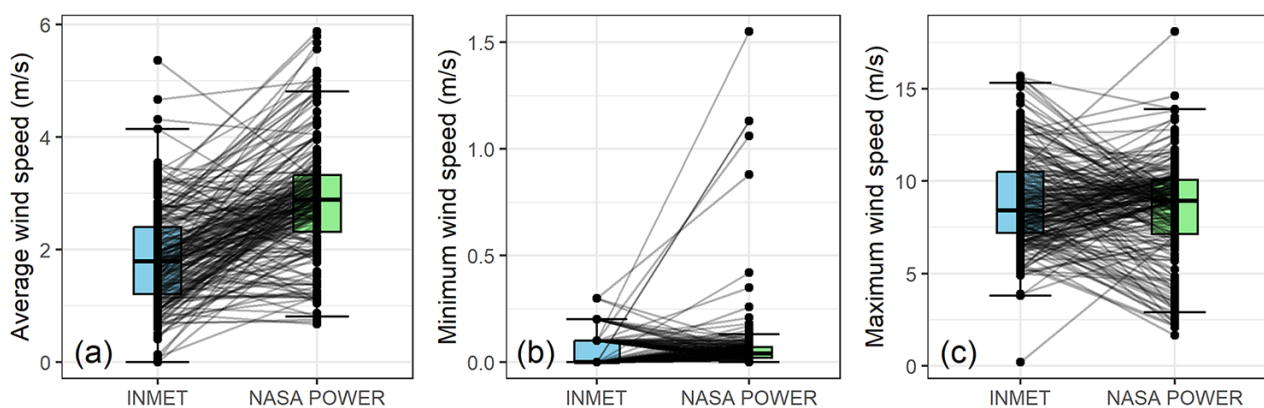 Average wind speed (m/s)
6
4
2
0
(a)
INMET NASA POWER
Minimum wind speed (m/s)
1.5
1.0
0.5
0.0
(b)
INMET NASA POWER
Maximum wind speed (m/s)
15
10
5
0
(c)
INMET NASA POWER